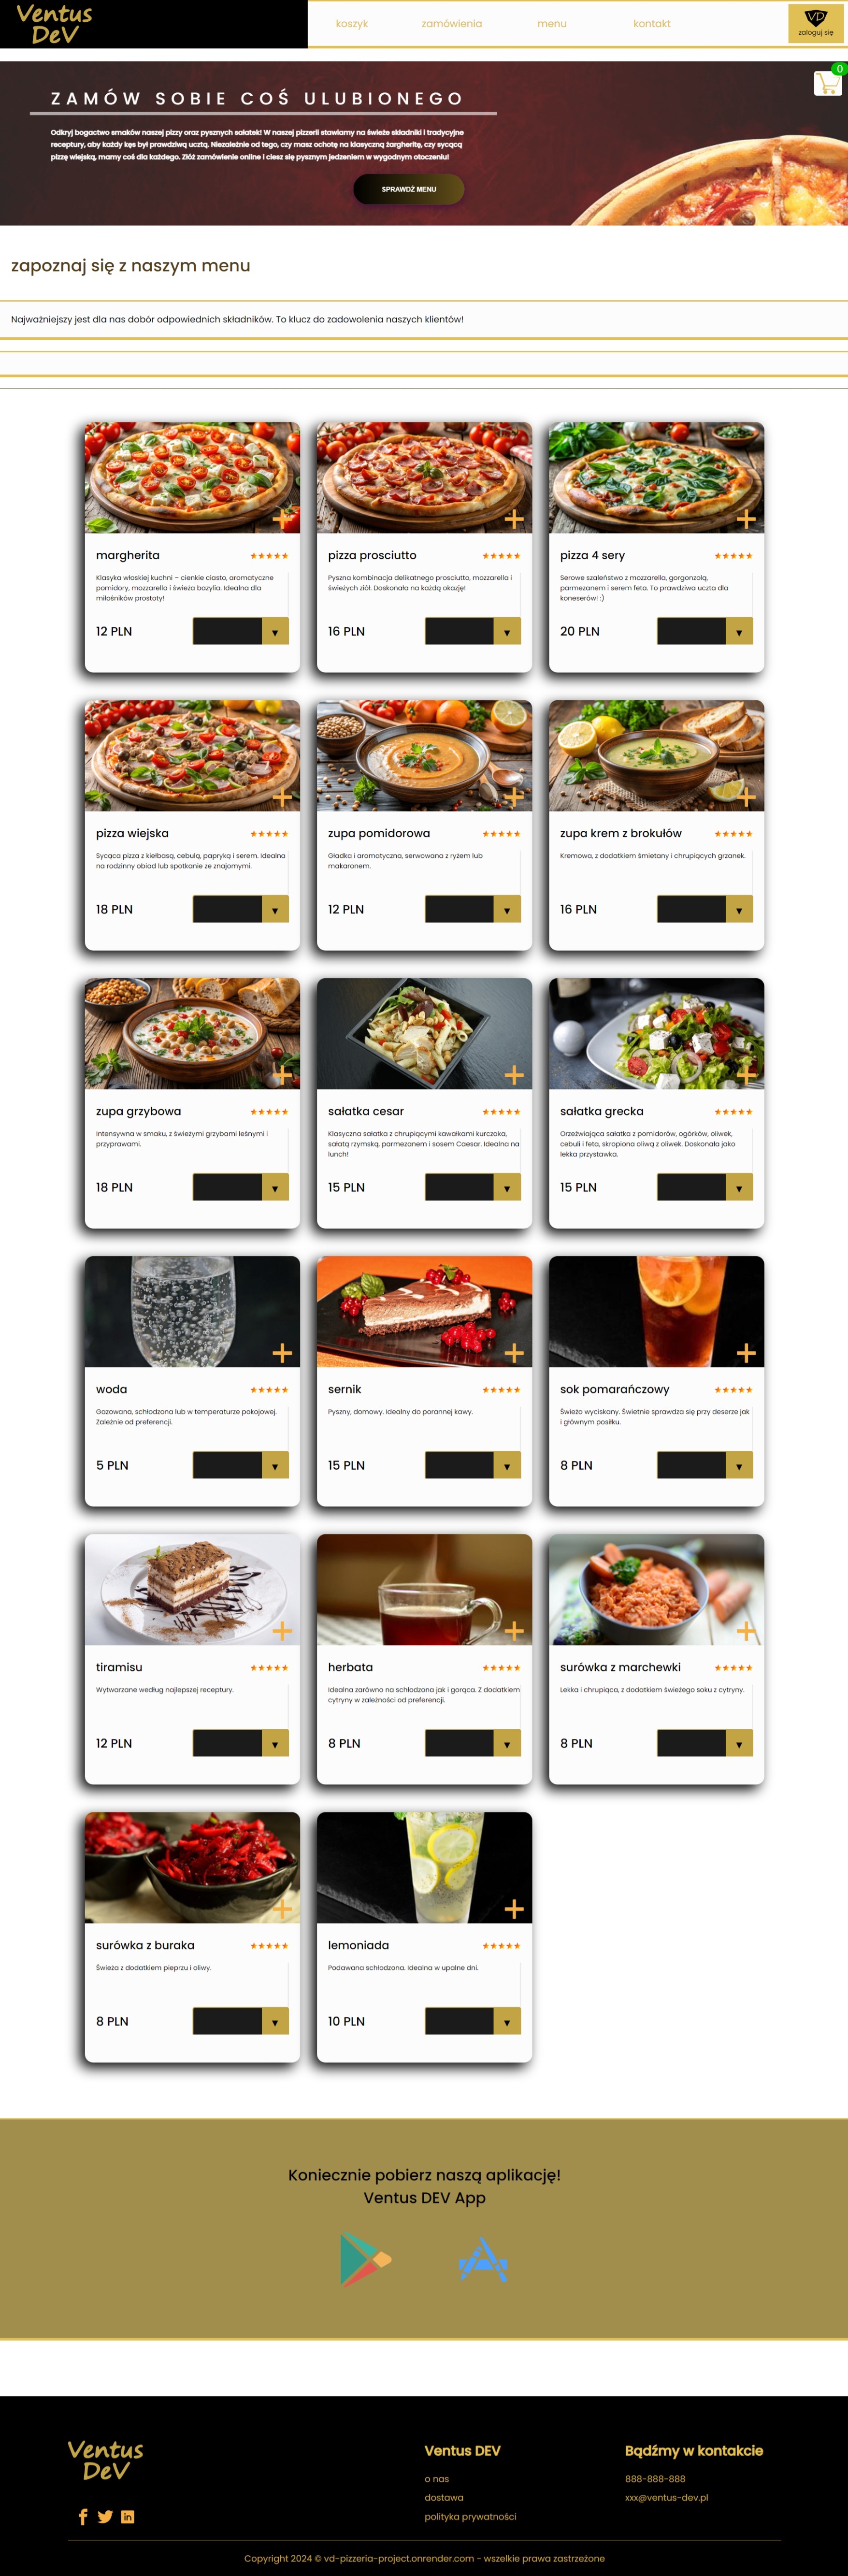 Ventus
DeV
koszyk
zamówienia
menu
kontakt
VD
zaloguj się
0
ZAMÓW SOBIE COŚ ULUBIONEGO
Odkryj bogactwo smaków naszej pizzy oraz pysznych sałatek! W naszej pizzerii stawiamy na świeże składniki i tradycyjne
receptury, aby każdy kęs był prawdziwą ucztą. Niezależnie od tego, czy masz ochotę na klasyczną żargheritę, czy sycącą
pizzę wiejską, mamy coś dla każdego. Złóż zamówienie online i ciesz się pysznym jedzeniem w wygodnym otoczeniu!
SPRAWDŹ MENU
zapoznaj się z naszym menu
Najważniejszy jest dla nas dobór odpowiednich składników. To klucz do zadowolenia naszych klientów!
margherita
★★★★★
Klasyka włoskiej kuchni – cienkie ciasto, aromatyczne
pomidory, mozzarella i świeża bazylia. Idealna dla
miłośników prostoty!
12 PLN
pizza prosciutto
★★★★★
Pyszna kombinacja delikatnego prosciutto, mozzarella i
świeżych ziół. Doskonała na każdą okazję!
16 PLN
pizza 4 sery
★★★★★
Serowe szaleństwo z mozzarella, gorgonzolą,
parmezanem i serem feta. To prawdziwa uczta dla
koneserów! :)
20 PLN
pizza wiejska
★★★★★
Sycąca pizza z kiełbasą, cebulą, papryką i serem. Idealna
na rodzinny obiad lub spotkanie ze znajomymi.
18 PLN
zupa pomidorowa
★★★★★
Gładka i aromatyczna, serwowana z ryżem lub
makaronem.
12 PLN
zupa krem z brokułów
★★★★★
Kremowa, z dodatkiem śmietany i chrupiących grzanek.
16 PLN
zupa grzybowa
★★★★★
Intensywna w smaku, z świeżymi grzybami leśnymi i
przyprawami.
18 PLN
sałatka cesar
★★★★★
Klasyczna sałatka z chrupiącymi kawałkami kurczaka,
sałatą rzymską, parmezanem i sosem Caesar. Idealna na
lunch!
15 PLN
sałatka grecka
★★★★★
Orzeźwiająca sałatka z pomidorów, ogórków, oliwek,
cebuli i feta, skropiona oliwą z oliwek. Doskonała jako
lekka przystawka.
15 PLN
woda
★★★★★
Gazowana, schłodzona lub w temperaturze pokojowej.
Zależnie od preferencji.
5 PLN
sernik
★★★★★
Pyszny, domowy. Idealny do porannej kawy.
15 PLN
sok pomarańczowy
★★★★★
Świeżo wyciskany. Świetnie sprawdza się przy deserze jak
i głównym posiłku.
8 PLN
tiramisu
★★★★★
Wytwarzane według najlepszej receptury.
12 PLN
herbata
★★★★★
Idealna zarówno na schłodzona jak i gorąca. Z dodatkiem
cytryny w zależności od preferencji.
8 PLN
surówka z marchewki
★★★★★
Lekka i chrupiąca, z dodatkiem świeżego soku z cytryny.
8 PLN
surówka z buraka
★★★★★
Świeża z dodatkiem pieprzu i oliwy.
8 PLN
lemoniada
★★★★★
Podawana schłodzona. Idealna w upalne dni.
10 PLN
Koniecznie pobierz naszą aplikację!
Ventus DEV App
Ventus
DeV
Ventus DEV
o nas
dostawa
polityka prywatności
Bądźmy w kontakcie
888-888-888
xxx@ventus-dev.pl
Copyright 2024 © vd-pizzeria-project.onrender.com - wszelkie prawa zastrzeżone